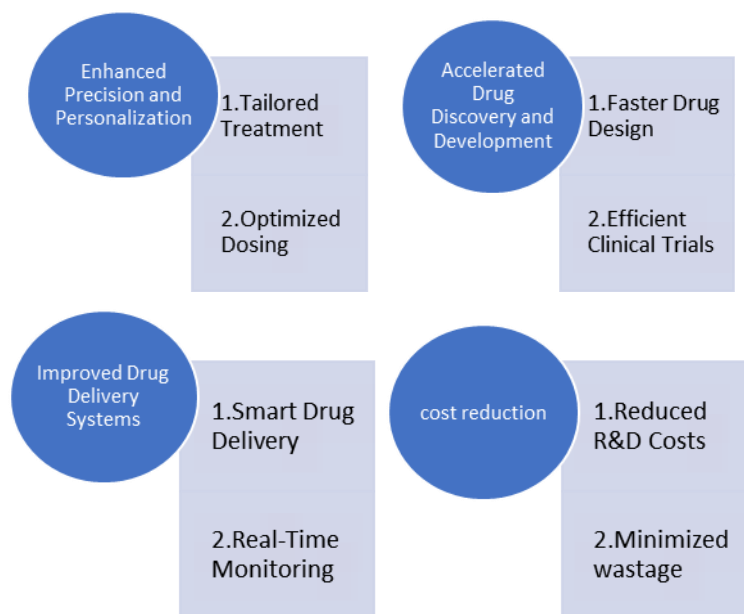 Enhanced
Precision and
Personalization
1.Tailored
Treatment
2.Optimized
Dosing
Accelerated
Drug
Discovery and
Development
1.Faster Drug
Design
2.Efficient
Clinical Trials
Improved Drug
Delivery
Systems
1.Smart Drug
Delivery
2.Real-Time
Monitoring
cost reduction
1.Reduced
R&D Costs
2.Minimized
wastage